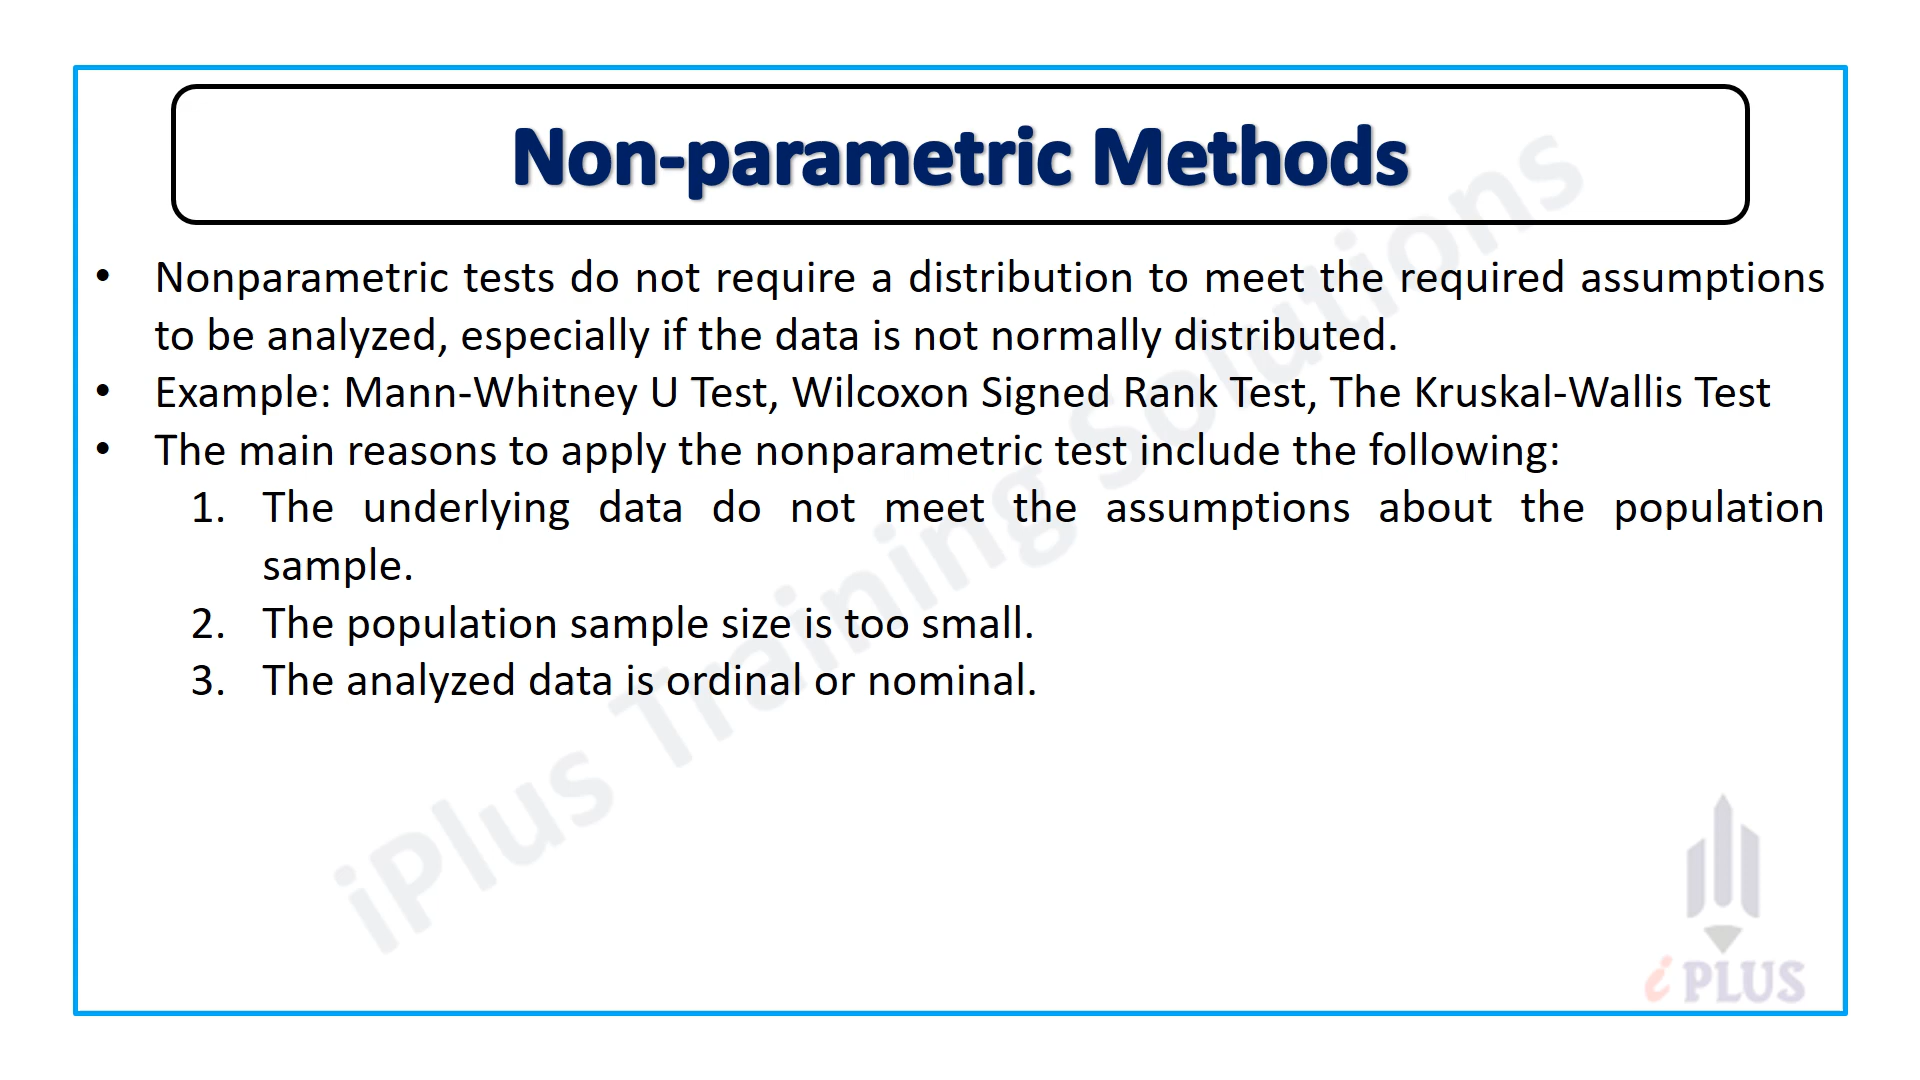 Non-parametric Methods
• Nonparametric tests do not require a distribution to meet the required assumptions
to be analyzed, especially if the data is not normally distributed.
• Example: Mann-Whitney U Test, Wilcoxon Signed Rank Test, The Kruskal-Wallis Test
• The main reasons to apply the nonparametric test include the following:
1. The underlying data do not meet the assumptions about the population
sample.
2. The population sample size is too small.
3. The analyzed data is ordinal or nominal.
iPlus Training Solutions
i PLUS